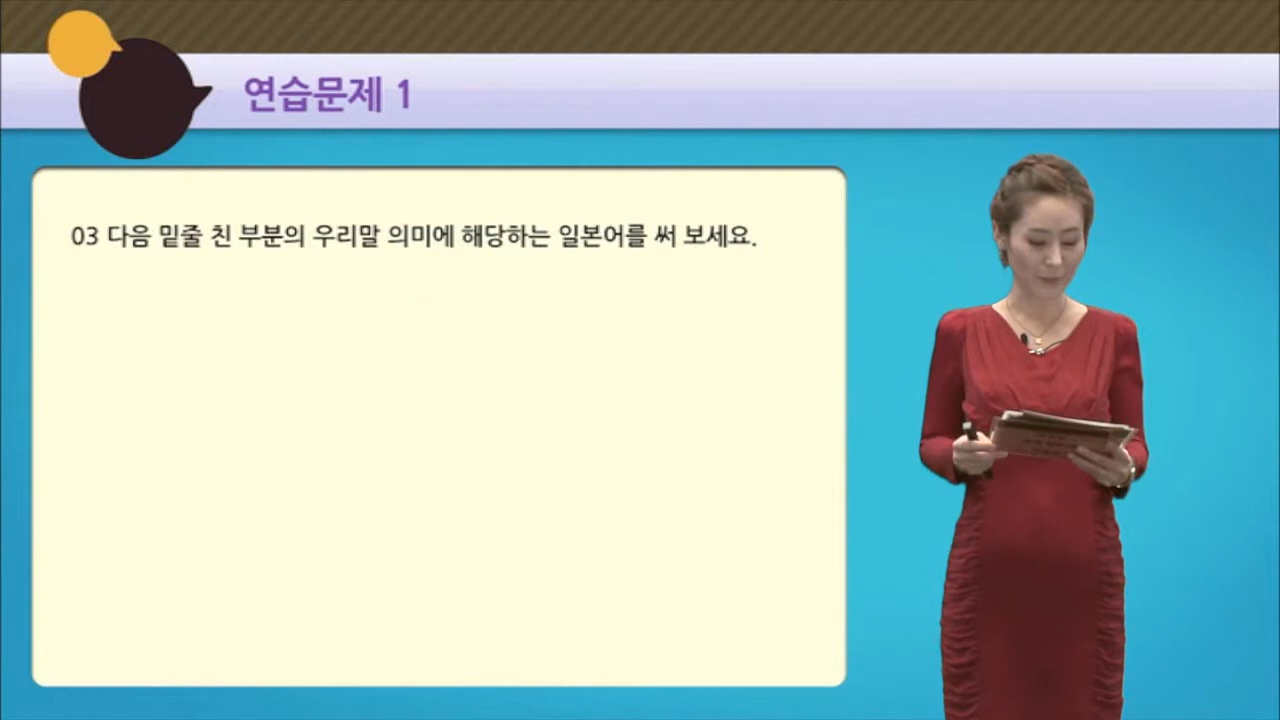 연습문제 1
03 다음 밑줄 친 부분의 우리말 의미에 해당하는 일본어를 써 보세요.